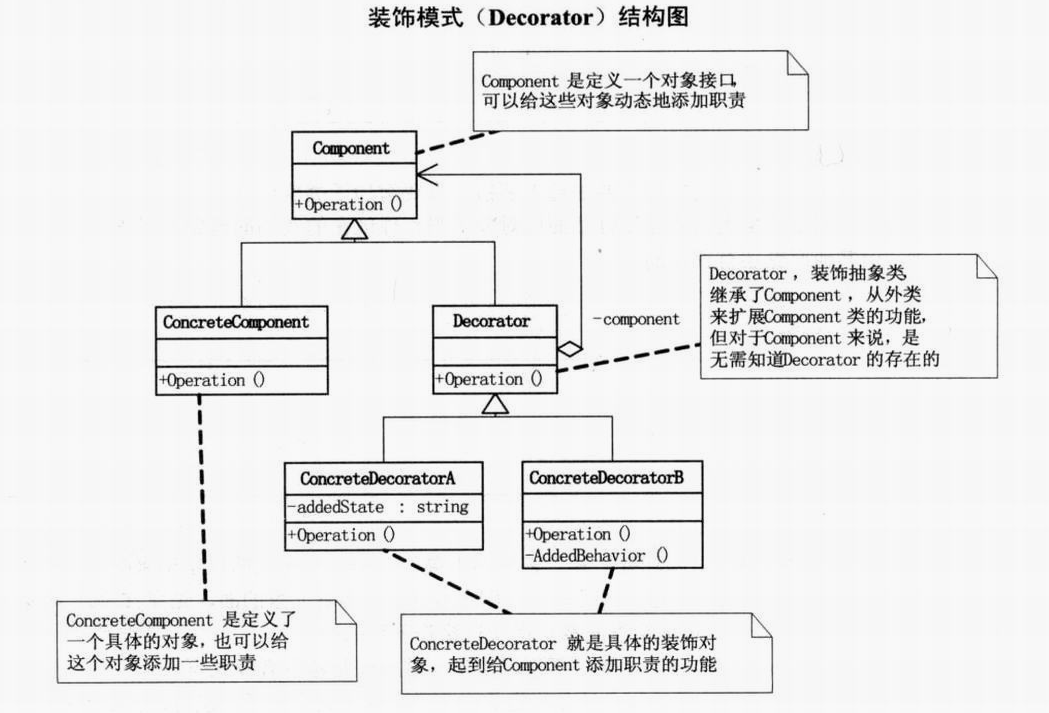 装饰模式（Decorator）结构图
Component 是定义一个对象接口,
可以给这些对象动态地添加职责
Component
+Operation()
Decorator，装饰抽象类,
继承了Component，从外类
来扩展Component 类的功能,
但对于Component 来说，是
无需知道Decorator 的存在的
ConcreteComponent
+Operation()
Decorator
+Operation()
-component
ConcreteDecoratorA
-addedState : string
+Operation()
ConcreteDecoratorB
+Operation()
-AddedBehavior()
ConcreteComponent 是定义了
一个具体的对象，也可以给
这个对象添加一些职责
ConcreteDecorator 就是具体的装饰对
象，起到给Component 添加职责的功能